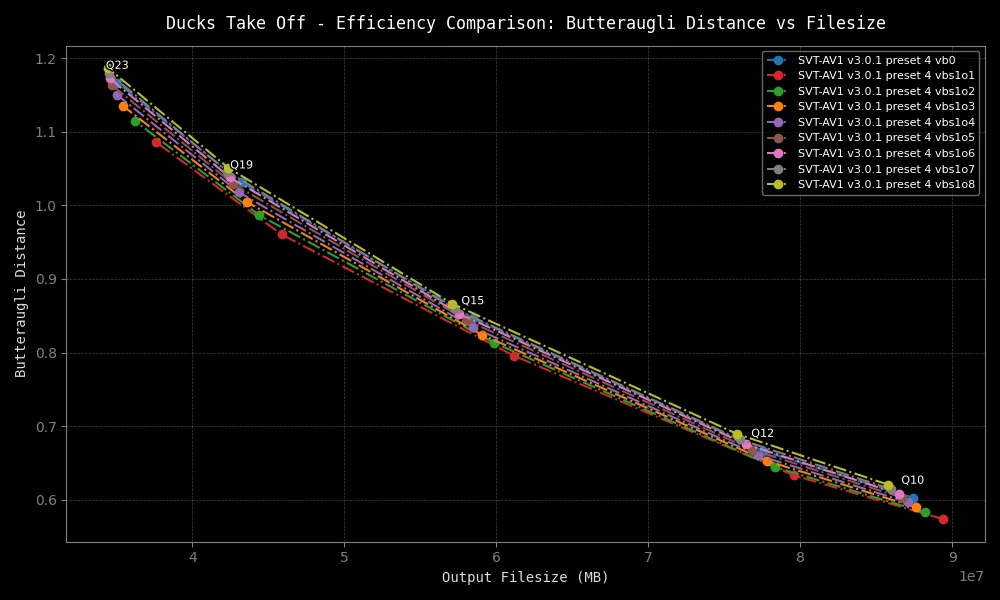 Ducks Take Off - Efficiency Comparison: Butteraugli Distance vs Filesize
1.2
1.1
1.0
0.9
0.8
0.7
0.6
Butteraugli Distance
Q23
Q19
Q15
Q12
Q10
SVT-AV1 v3.0.1 preset 4 vb0
SVT-AV1 v3.0.1 preset 4 vbs1o1
SVT-AV1 v3.0.1 preset 4 vbs1o2
SVT-AV1 v3.0.1 preset 4 vbs1o3
SVT-AV1 v3.0.1 preset 4 vbs1o4
SVT-AV1 v3.0.1 preset 4 vbs1o5
SVT-AV1 v3.0.1 preset 4 vbs1o6
SVT-AV1 v3.0.1 preset 4 vbs1o7
SVT-AV1 v3.0.1 preset 4 vbs1o8
4 5 6 7 8 9
1e7
Output Filesize (MB)